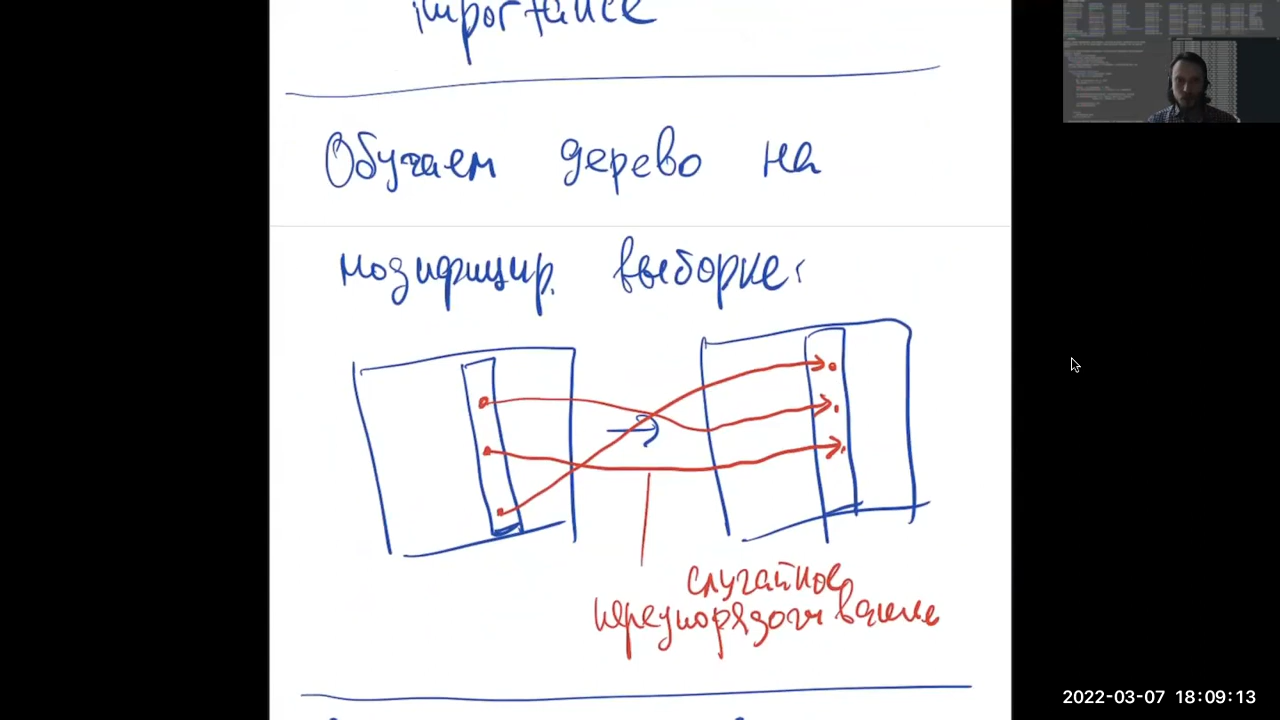 importance
Обучаем дерево на
модифицир. выборке:
случайное
переупорядочивание
2022-03-07 18:09:13